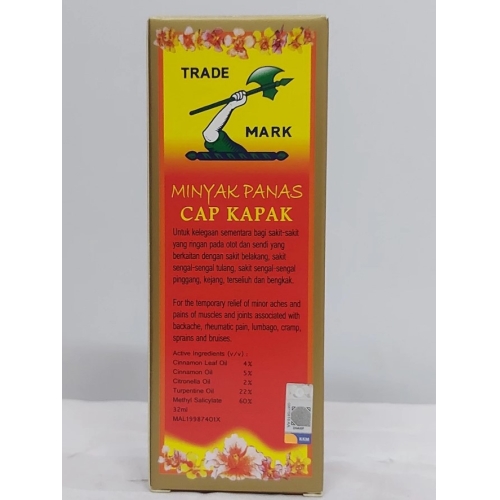 TRADE
MARK
MINYAK PANAS
CAP KAPAK
Untuk kelegaan sementara bagi sakit-sakit
yang ringan pada otot dan sendi yang
berkaitan dengan sakit belakang, sakit
sengal-sengal tulang, sakit sengal-sengal
pinggang, kejang, terseliuh dan bengkak.
For the temporary relief of minor aches and
pains of muscles and joints associated with
backache, rheumatic pain, lumbago, cramp,
sprains and bruises.
Active ingredients (v/v) :
Cinnamon Leaf Oil 4%
Cinnamon Oil 5%
Citronella Oil 2%
Turpentine Oil 22%
Methyl Salicylate 60%
32ml
MAL19987401X